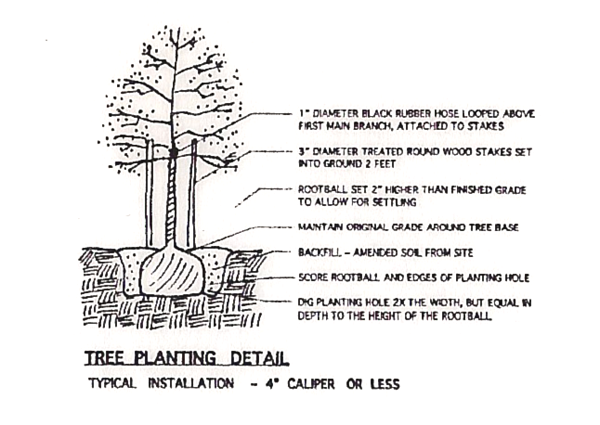 1" DIAMETER BLACK RUBBER HOSE LOOPED ABOVE
FIRST MAIN BRANCH, ATTACHED TO STAKES
3" DIAMETER TREATED ROUND WOOD STAKES SET
INTO GROUND 2 FEET
ROOTBALL SET 2" HIGHER THAN FINISHED GRADE
TO ALLOW FOR SETTLING
MAINTAIN ORIGINAL GRADE AROUND TREE BASE
BACKFILL - AMENDED SOIL FROM SITE
SCORE ROOTBALL AND EDGES OF PLANTING HOLE
DIG PLANTING HOLE 2X THE WIDTH, BUT EQUAL IN
DEPTH TO THE HEIGHT OF THE ROOTBALL
TREE PLANTING DETAIL
TYPICAL INSTALLATION - 4" CALIPER OR LESS